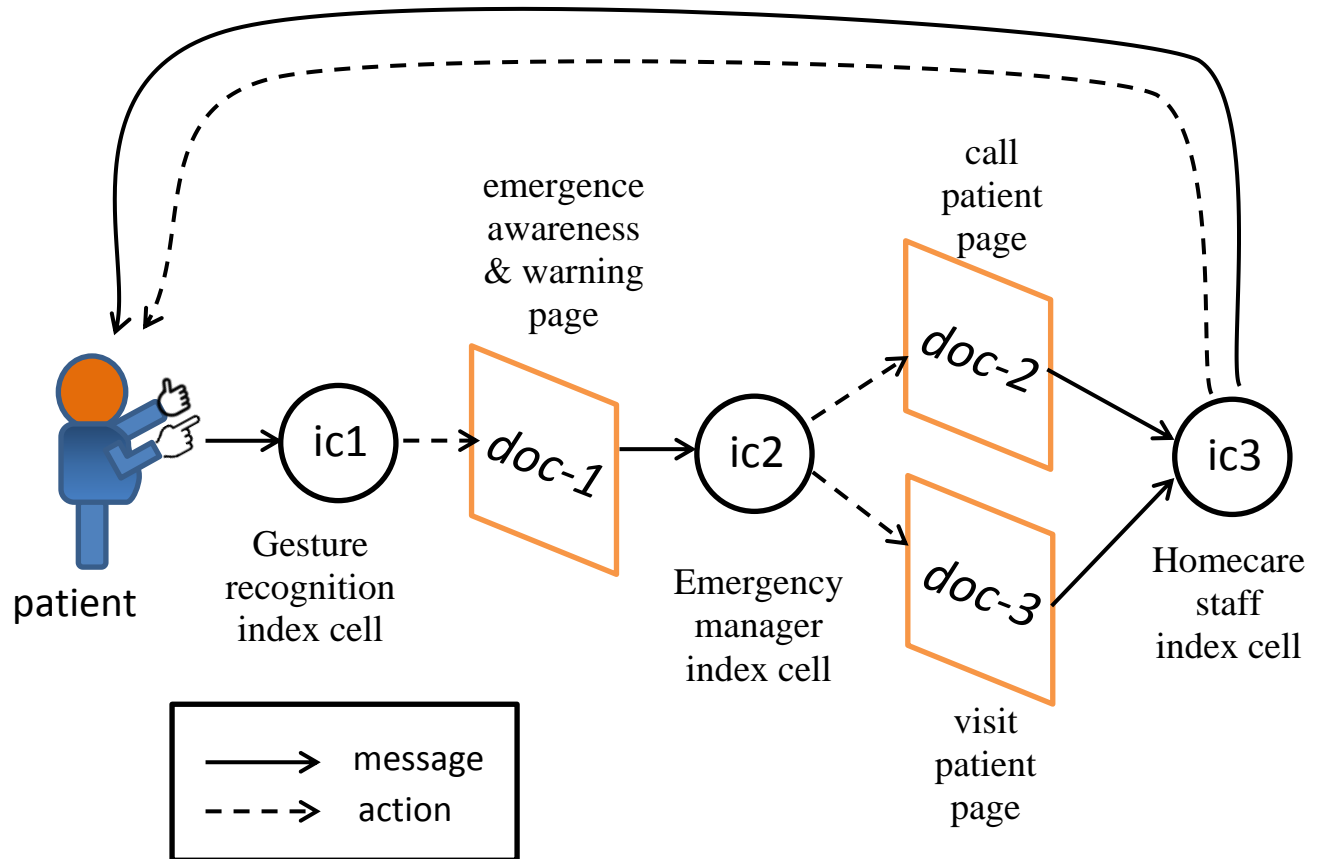 call
patient
page
emergence
awareness
& warning
page
doc-2
ic1
doc-1
ic2
ic3
doc-3
patient
Gesture
recognition
index cell
Emergency
manager
index cell
Homecare
staff
index cell
visit
patient
page
message
action